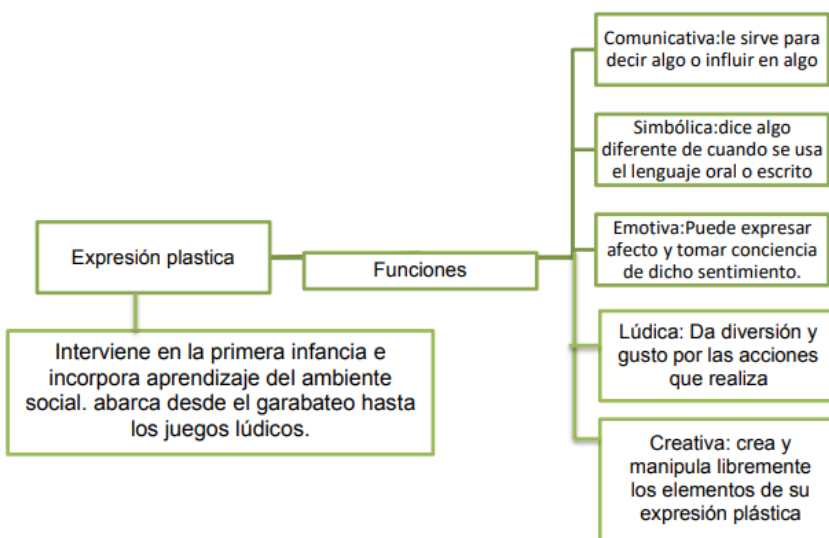 Expresión plastica
Interviene en la primera infancia e
incorpora aprendizaje del ambiente
social. abarca desde el garabateo hasta
los juegos lúdicos.
Funciones
Comunicativa:le sirve para
decir algo o influir en algo
Simbólica:dice algo
diferente de cuando se usa
el lenguaje oral o escrito
Emotiva:Puede expresar
afecto y tomar conciencia
de dicho sentimiento.
Lúdica: Da diversión y
gusto por las acciones
que realiza
Creativa: crea y
manipula libremente
los elementos de su
expresión plástica